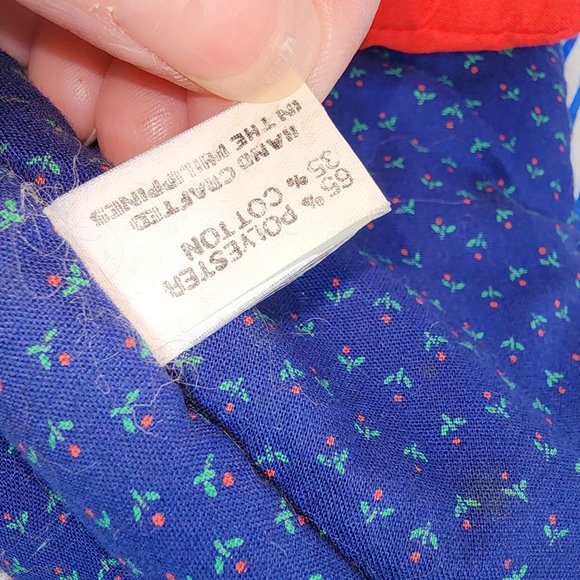 65 % POLYESTER
35 % COTTON
HAND CRAFTED
IN THE PHILIPPINES